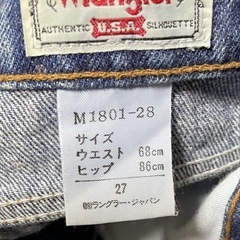 Wrangler
AUTHENTIC U.S.A. SILHOUETTE
M1801-28
サイズ
ウエスト 68cm
ヒップ 86cm
27
㈱ラングラー・ジャパン